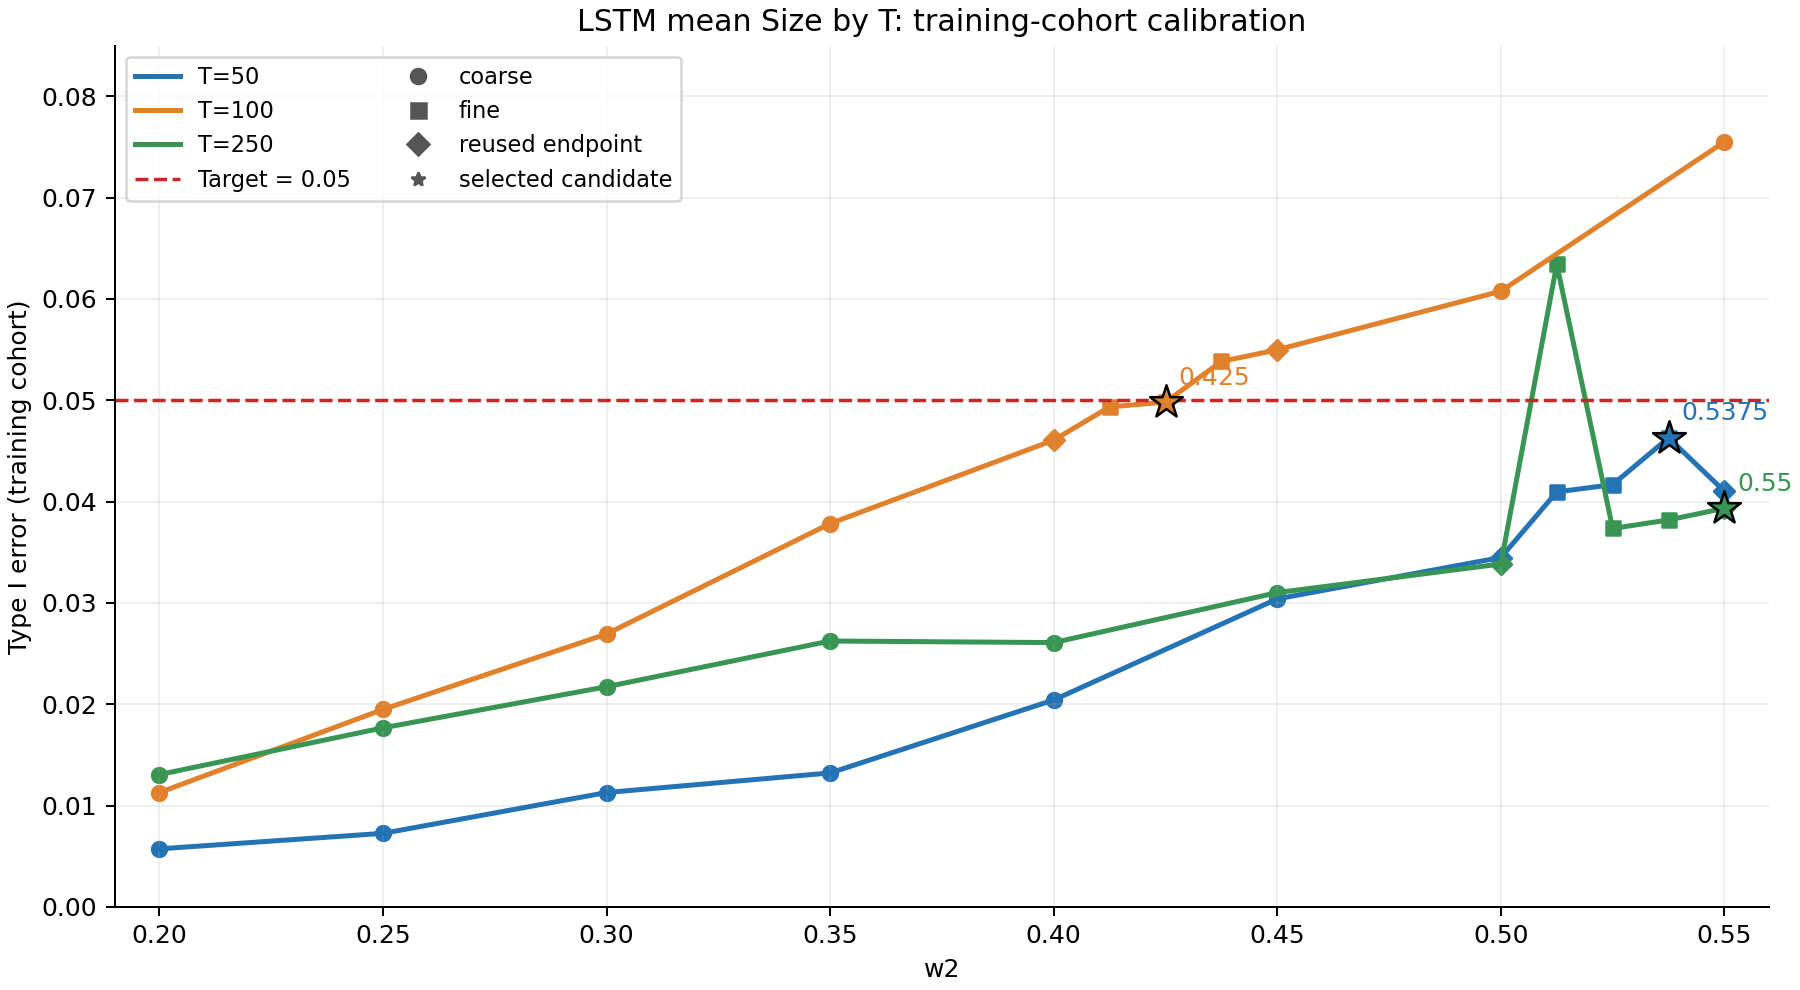 LSTM mean Size by T: training-cohort calibration
T=50
T=100
T=250
Target = 0.05
coarse
fine
reused endpoint
selected candidate
Type I error (training cohort)
0.08
0.07
0.06
0.05
0.04
0.03
0.02
0.01
0.00
0.425
0.5375
0.55
0.20 0.25 0.30 0.35 0.40 0.45 0.50 0.55
w2